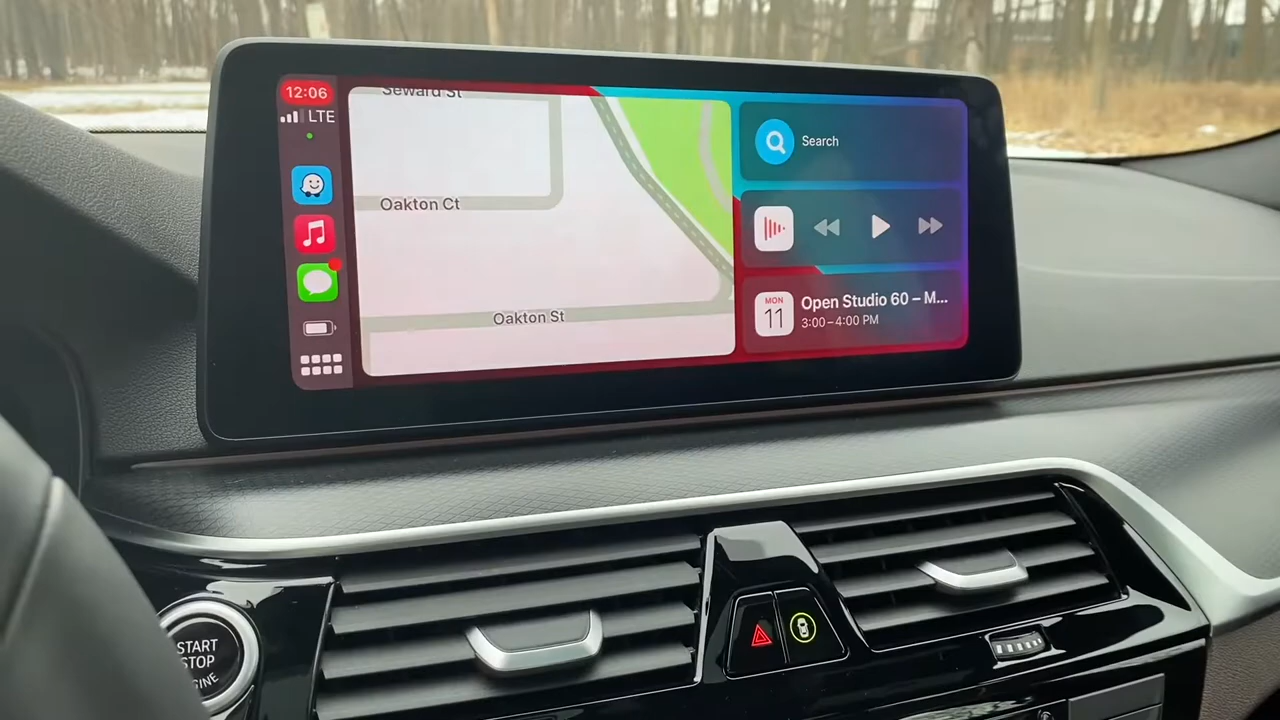 12:06
LTE
Seward St
Oakton Ct
Oakton St
Search
MON
11
Open Studio 60 – M...
3:00 – 4:00 PM
START
STOP